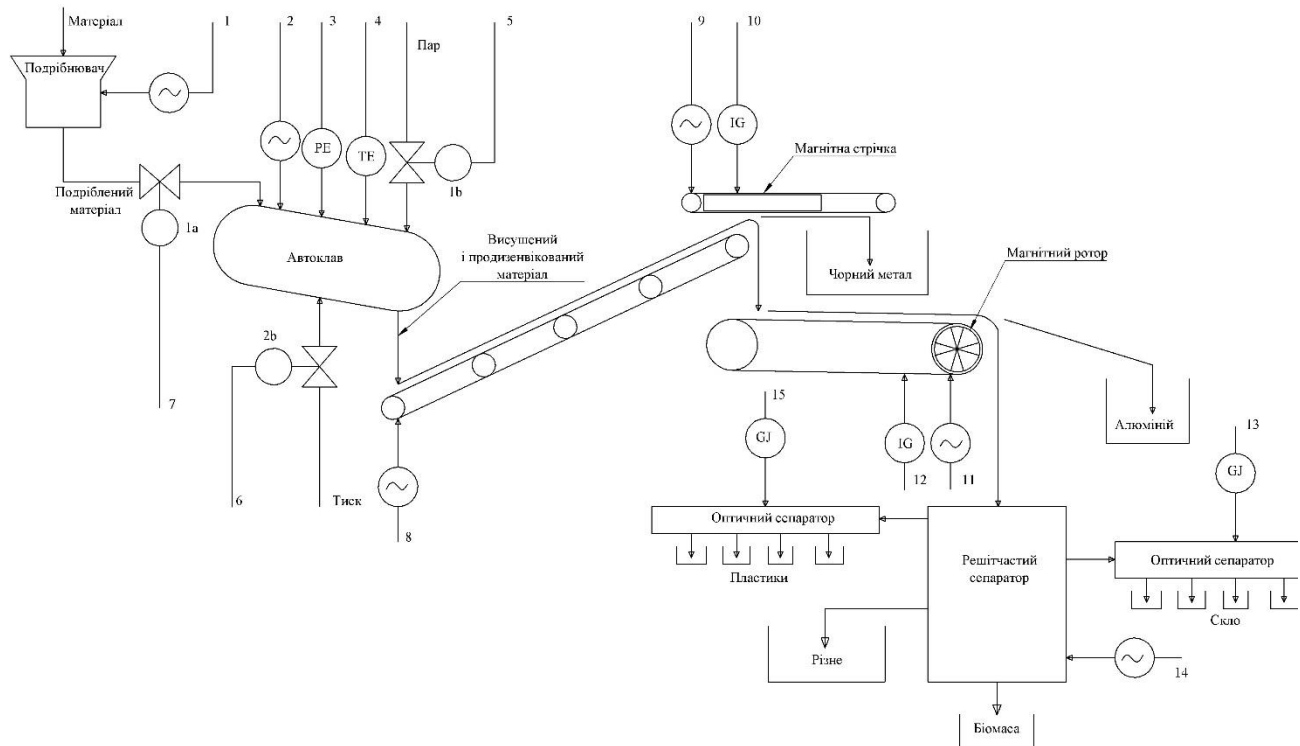 Матеріал
1
2
3
4
5
9
10
Пар
Подрібнювач
PE
TE
IG
1b
Магнітна стрічка
Подріблений
матеріал
1a
Автоклав
Висушений
і продизенвікований
матеріал
Чорний метал
Магнітний ротор
2b
7
15
GJ
IG
12
11
Алюміній
13
GJ
6
Тиск
8
Оптичний сепаратор
Пластики
Решітчастий
сепаратор
Оптичний сепаратор
Скло
Різне
14
Біомаса